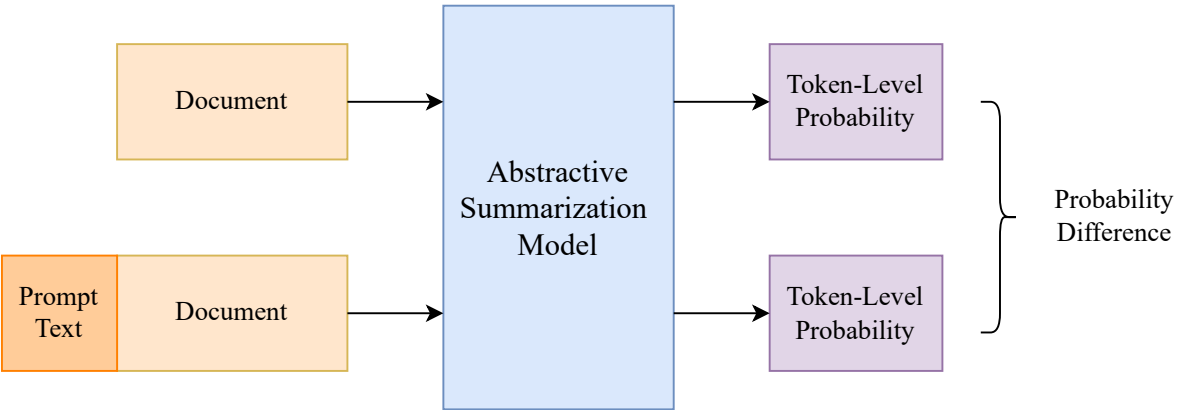 Document
Token-Level
Probability
Abstractive
Summarization
Model
Probability
Difference
Prompt
Text
Document
Token-Level
Probability